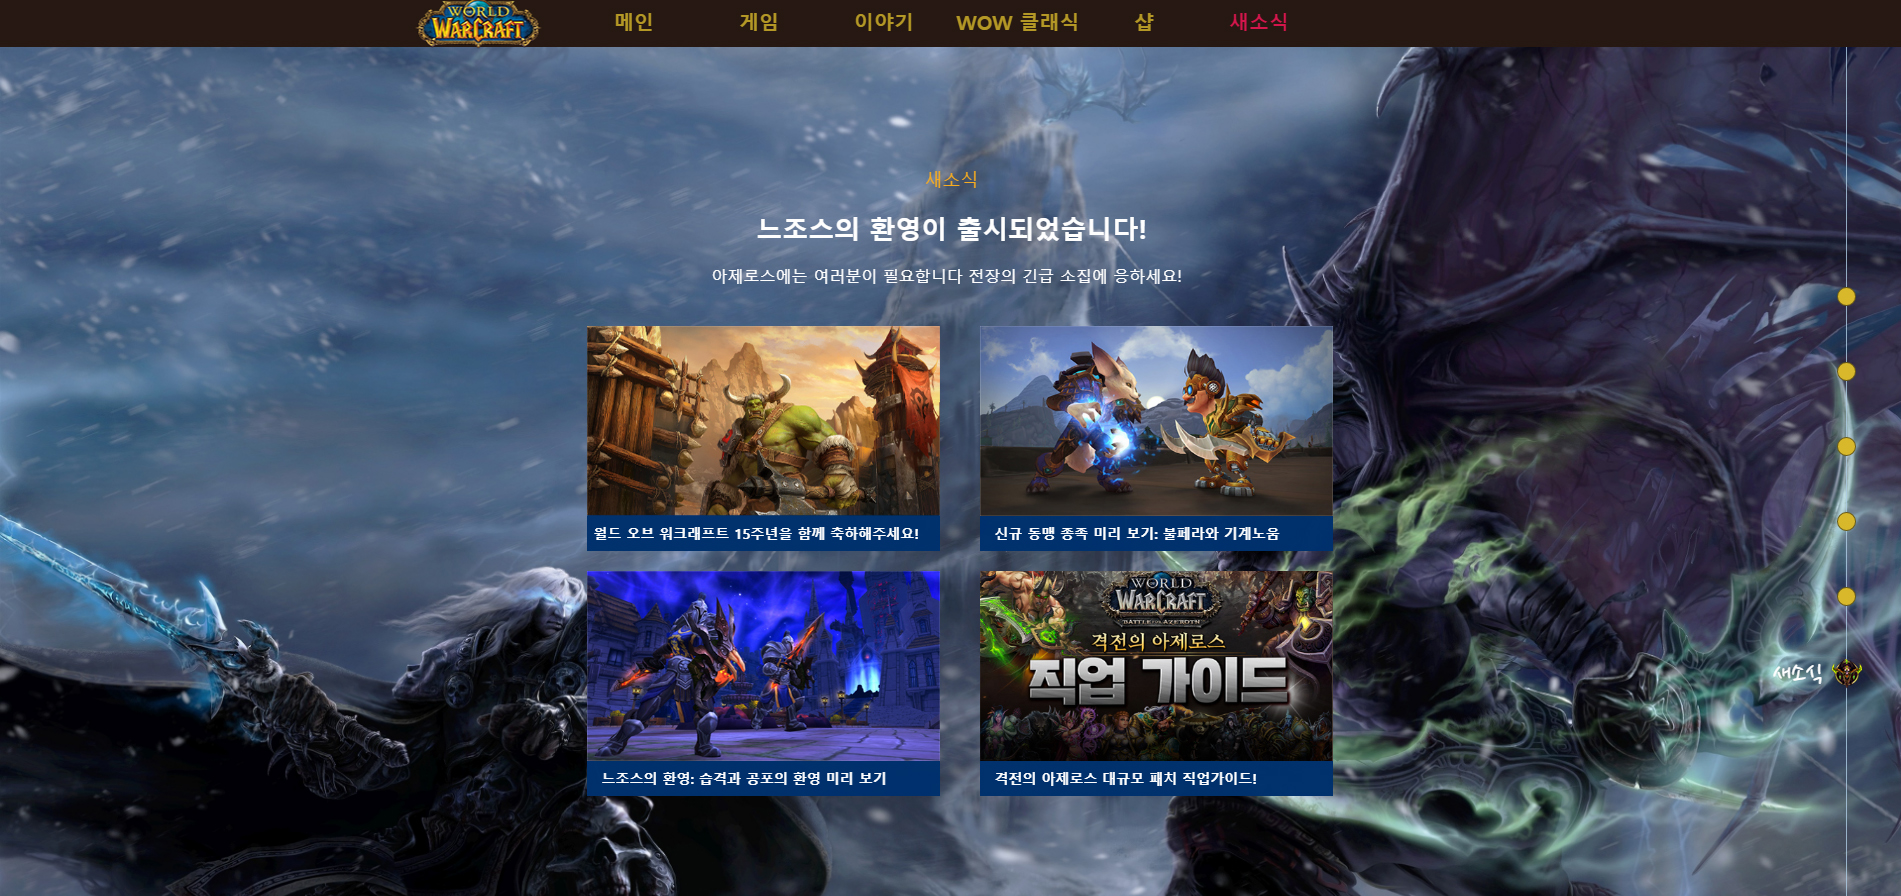 WORLD
WARCRAFT
메인
게임
이야기
WOW 클래식
샵
새소식
새소식
느조스의 환영이 출시되었습니다!
아제로스에는 여러분이 필요합니다 전장의 긴급 소집에 응하세요!
월드 오브 워크래프트 15주년을 함께 축하해주세요!
신규 동맹 종족 미리 보기: 불페라와 기계노움
WORLD
WARCRAFT
BATTLE FOR AZEROTH
격전의 아제로스
직업 가이드
느조스의 환영: 습격과 공포의 환영 미리 보기
격전의 아제로스 대규모 패치 직업가이드!
새소식